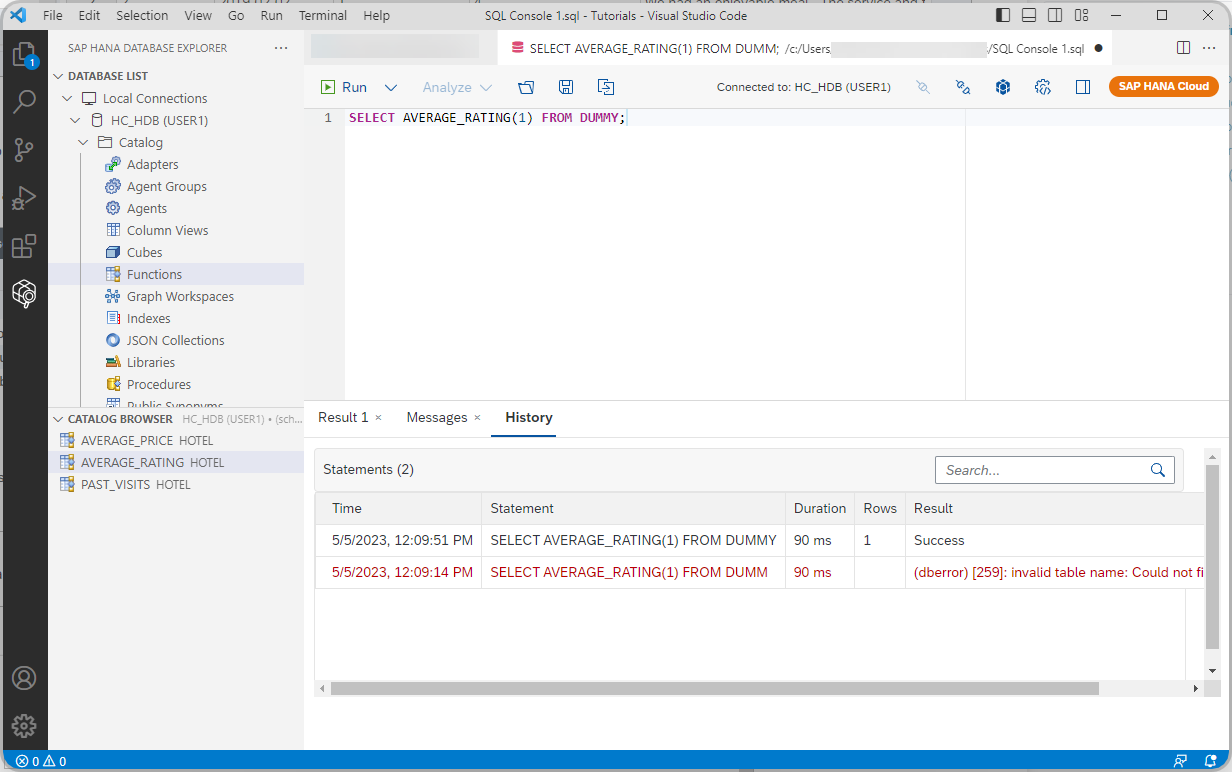 File Edit Selection View Go Run Terminal Help SQL Console 1.sql - Tutorials - Visual Studio Code
SAP HANA DATABASE EXPLORER ···
SELECT AVERAGE_RATING(1) FROM DUMM; /c:/Users /SQL Console 1.sql
1
DATABASE LIST
Run Analyze Connected to: HC_HDB (USER1) SAP HANA Cloud
Local Connections
HC_HDB (USER1)
1 SELECT AVERAGE_RATING(1) FROM DUMMY;
Catalog
Adapters
Agent Groups
Agents
Column Views
Cubes
Functions
Graph Workspaces
Indexes
JSON Collections
Libraries
Procedures
Public Synonyms
CATALOG BROWSER HC_HDB (USER1) • (sch...
AVERAGE_PRICE HOTEL
AVERAGE_RATING HOTEL
PAST_VISITS HOTEL
Result 1 × Messages × History
Statements (2) Search...
Time Statement Duration Rows Result
5/5/2023, 12:09:51 PM SELECT AVERAGE_RATING(1) FROM DUMMY 90 ms 1 Success
5/5/2023, 12:09:14 PM SELECT AVERAGE_RATING(1) FROM DUMM 90 ms (dberror) [259]: invalid table name: Could not fi
0 0